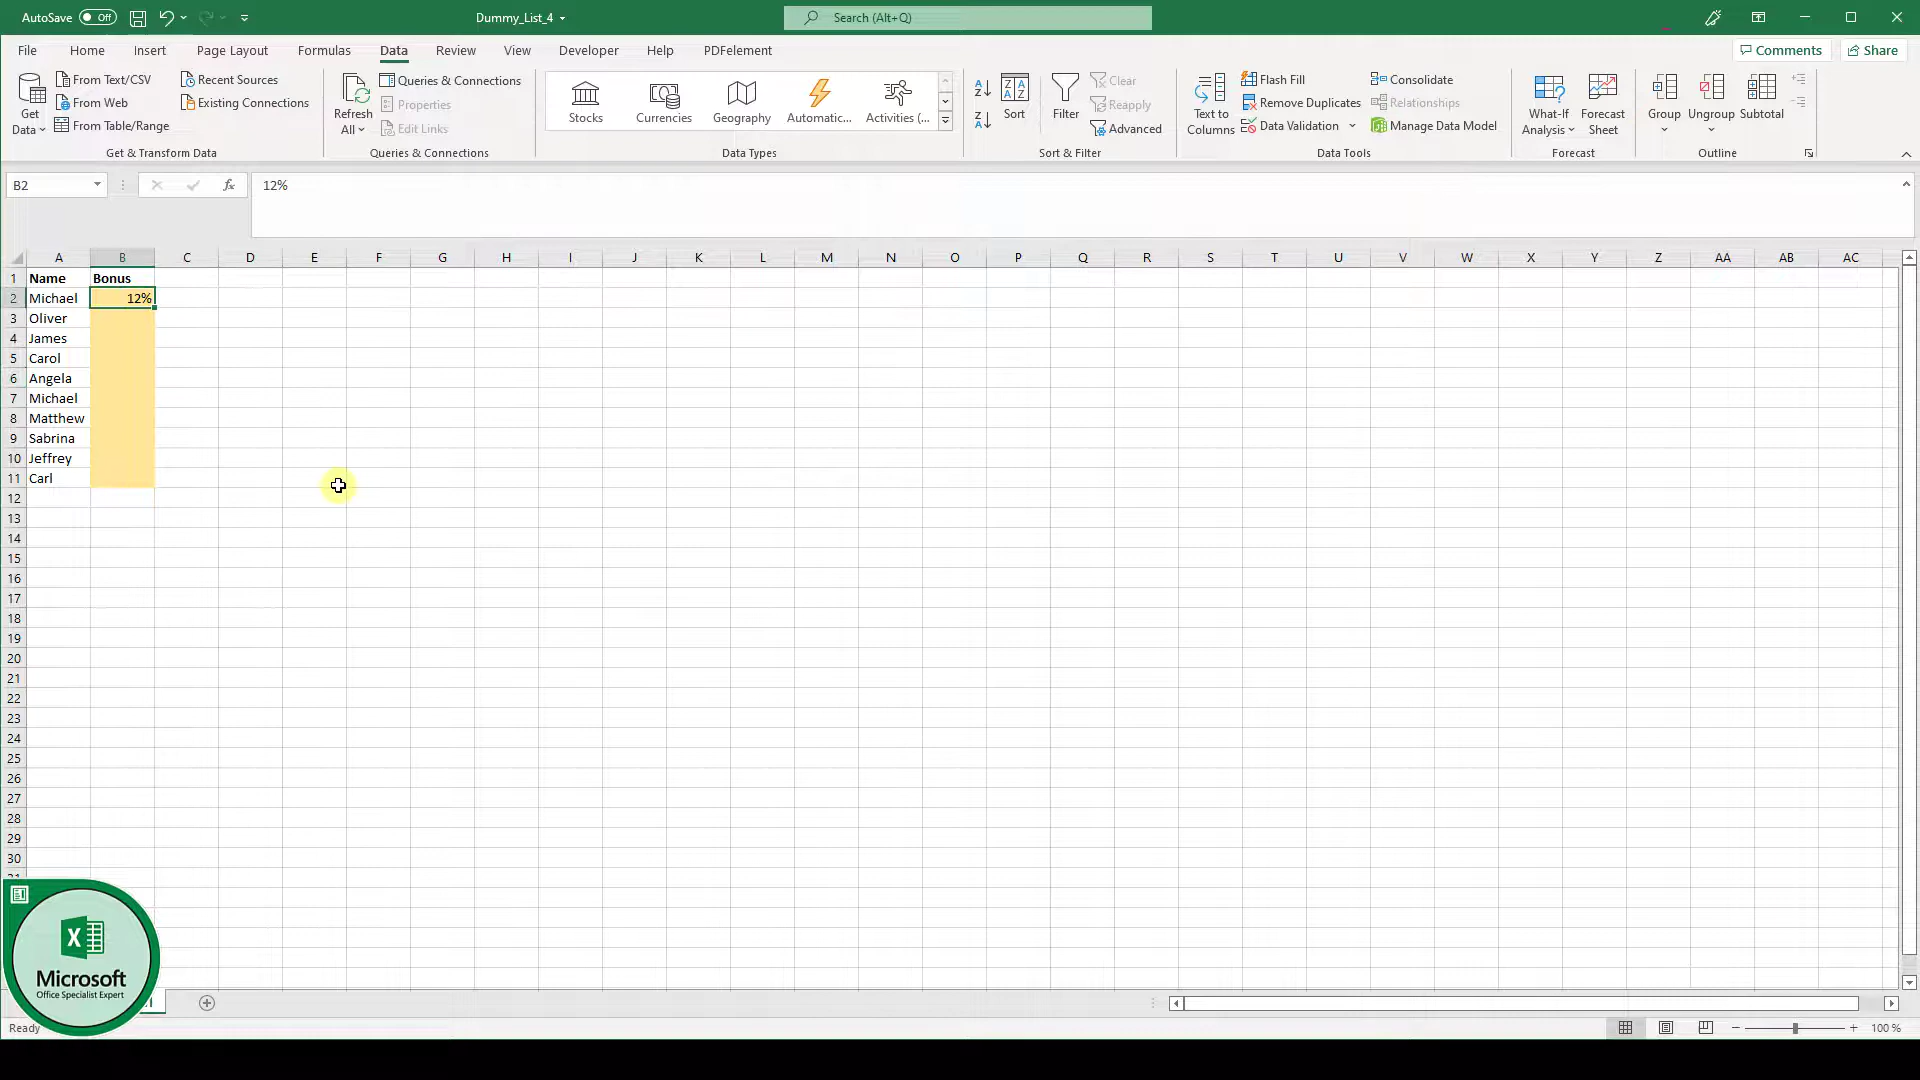 AutoSave Off Dummy_List_4 Search (Alt+Q)
File Home Insert Page Layout Formulas Data Review View Developer Help PDFelement Comments Share
Get Data From Text/CSV From Web From Table/Range Recent Sources Existing Connections
Get & Transform Data
Refresh All Queries & Connections Properties Edit Links
Queries & Connections
Stocks Currencies Geography Automatic... Activities (...
Data Types
Sort Filter Clear Reapply Advanced
Sort & Filter
Text to Columns Flash Fill Remove Duplicates Data Validation Consolidate Relationships Manage Data Model
Data Tools
What-If Analysis Forecast Sheet
Forecast
Group Ungroup Subtotal
Outline
B2 fx 12%
A B C D E F G H I J K L M N O P Q R S T U V W X Y Z AA AB AC
1 Name Bonus
2 Michael 12%
3 Oliver
4 James
5 Carol
6 Angela
7 Michael
8 Matthew
9 Sabrina
10 Jeffrey
11 Carl
12
13
14
15
16
17
18
19
20
21
22
23
24
25
26
27
28
29
30
Microsoft
Office Specialist Expert
Ready 100 %